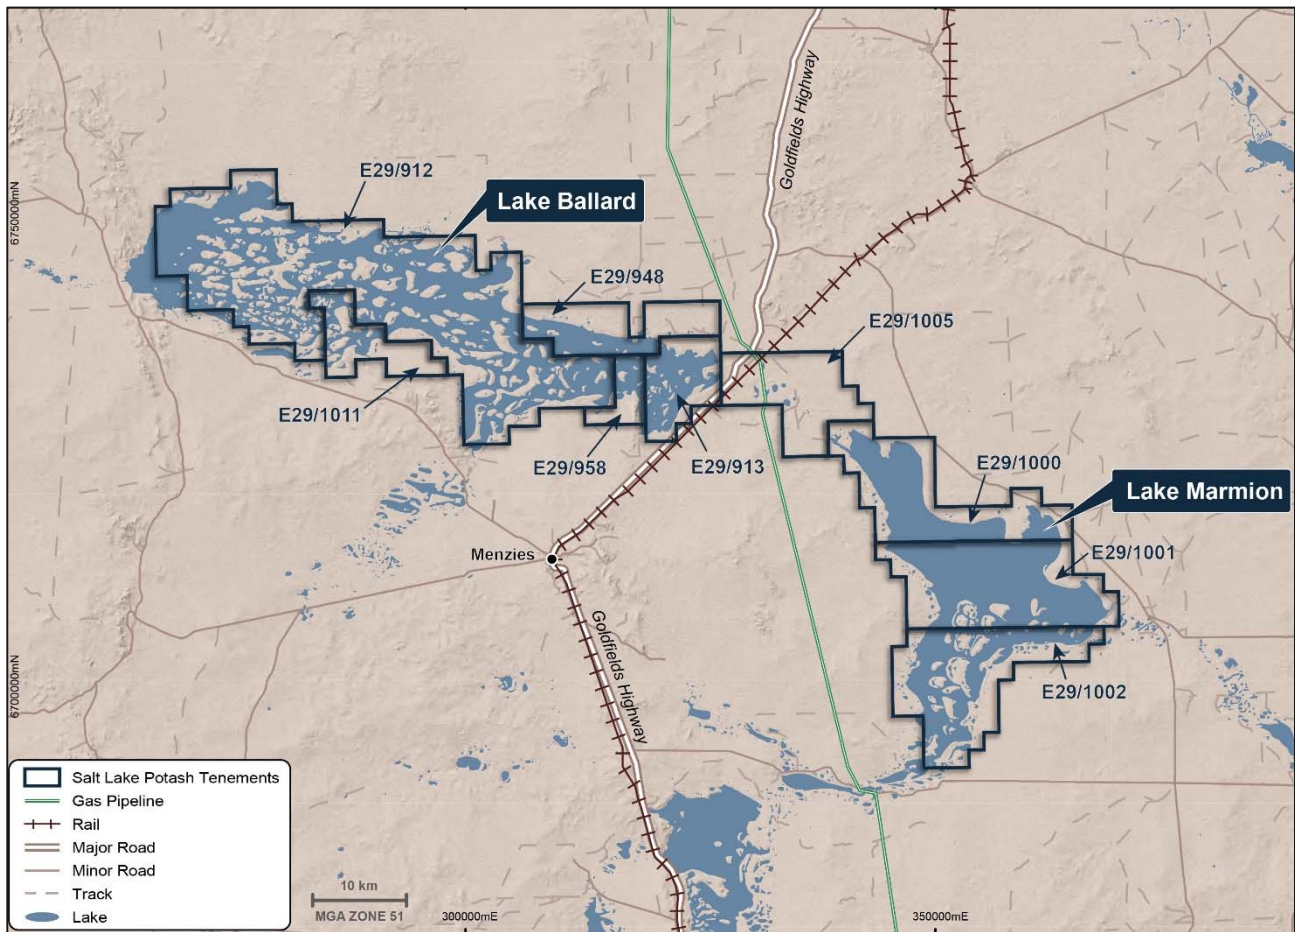 Goldfields Highway
E29/912
Lake Ballard
6750000mN
E29/948
E29/1005
E29/1011
E29/958
E29/913
E29/1000
Lake Marmion
Menzies
E29/1001
Goldfields Highway
E29/1002
6700000mN
Salt Lake Potash Tenements
Gas Pipeline
Rail
Major Road
Minor Road
Track
Lake
10 km
MGA ZONE 51
300000mE
350000mE